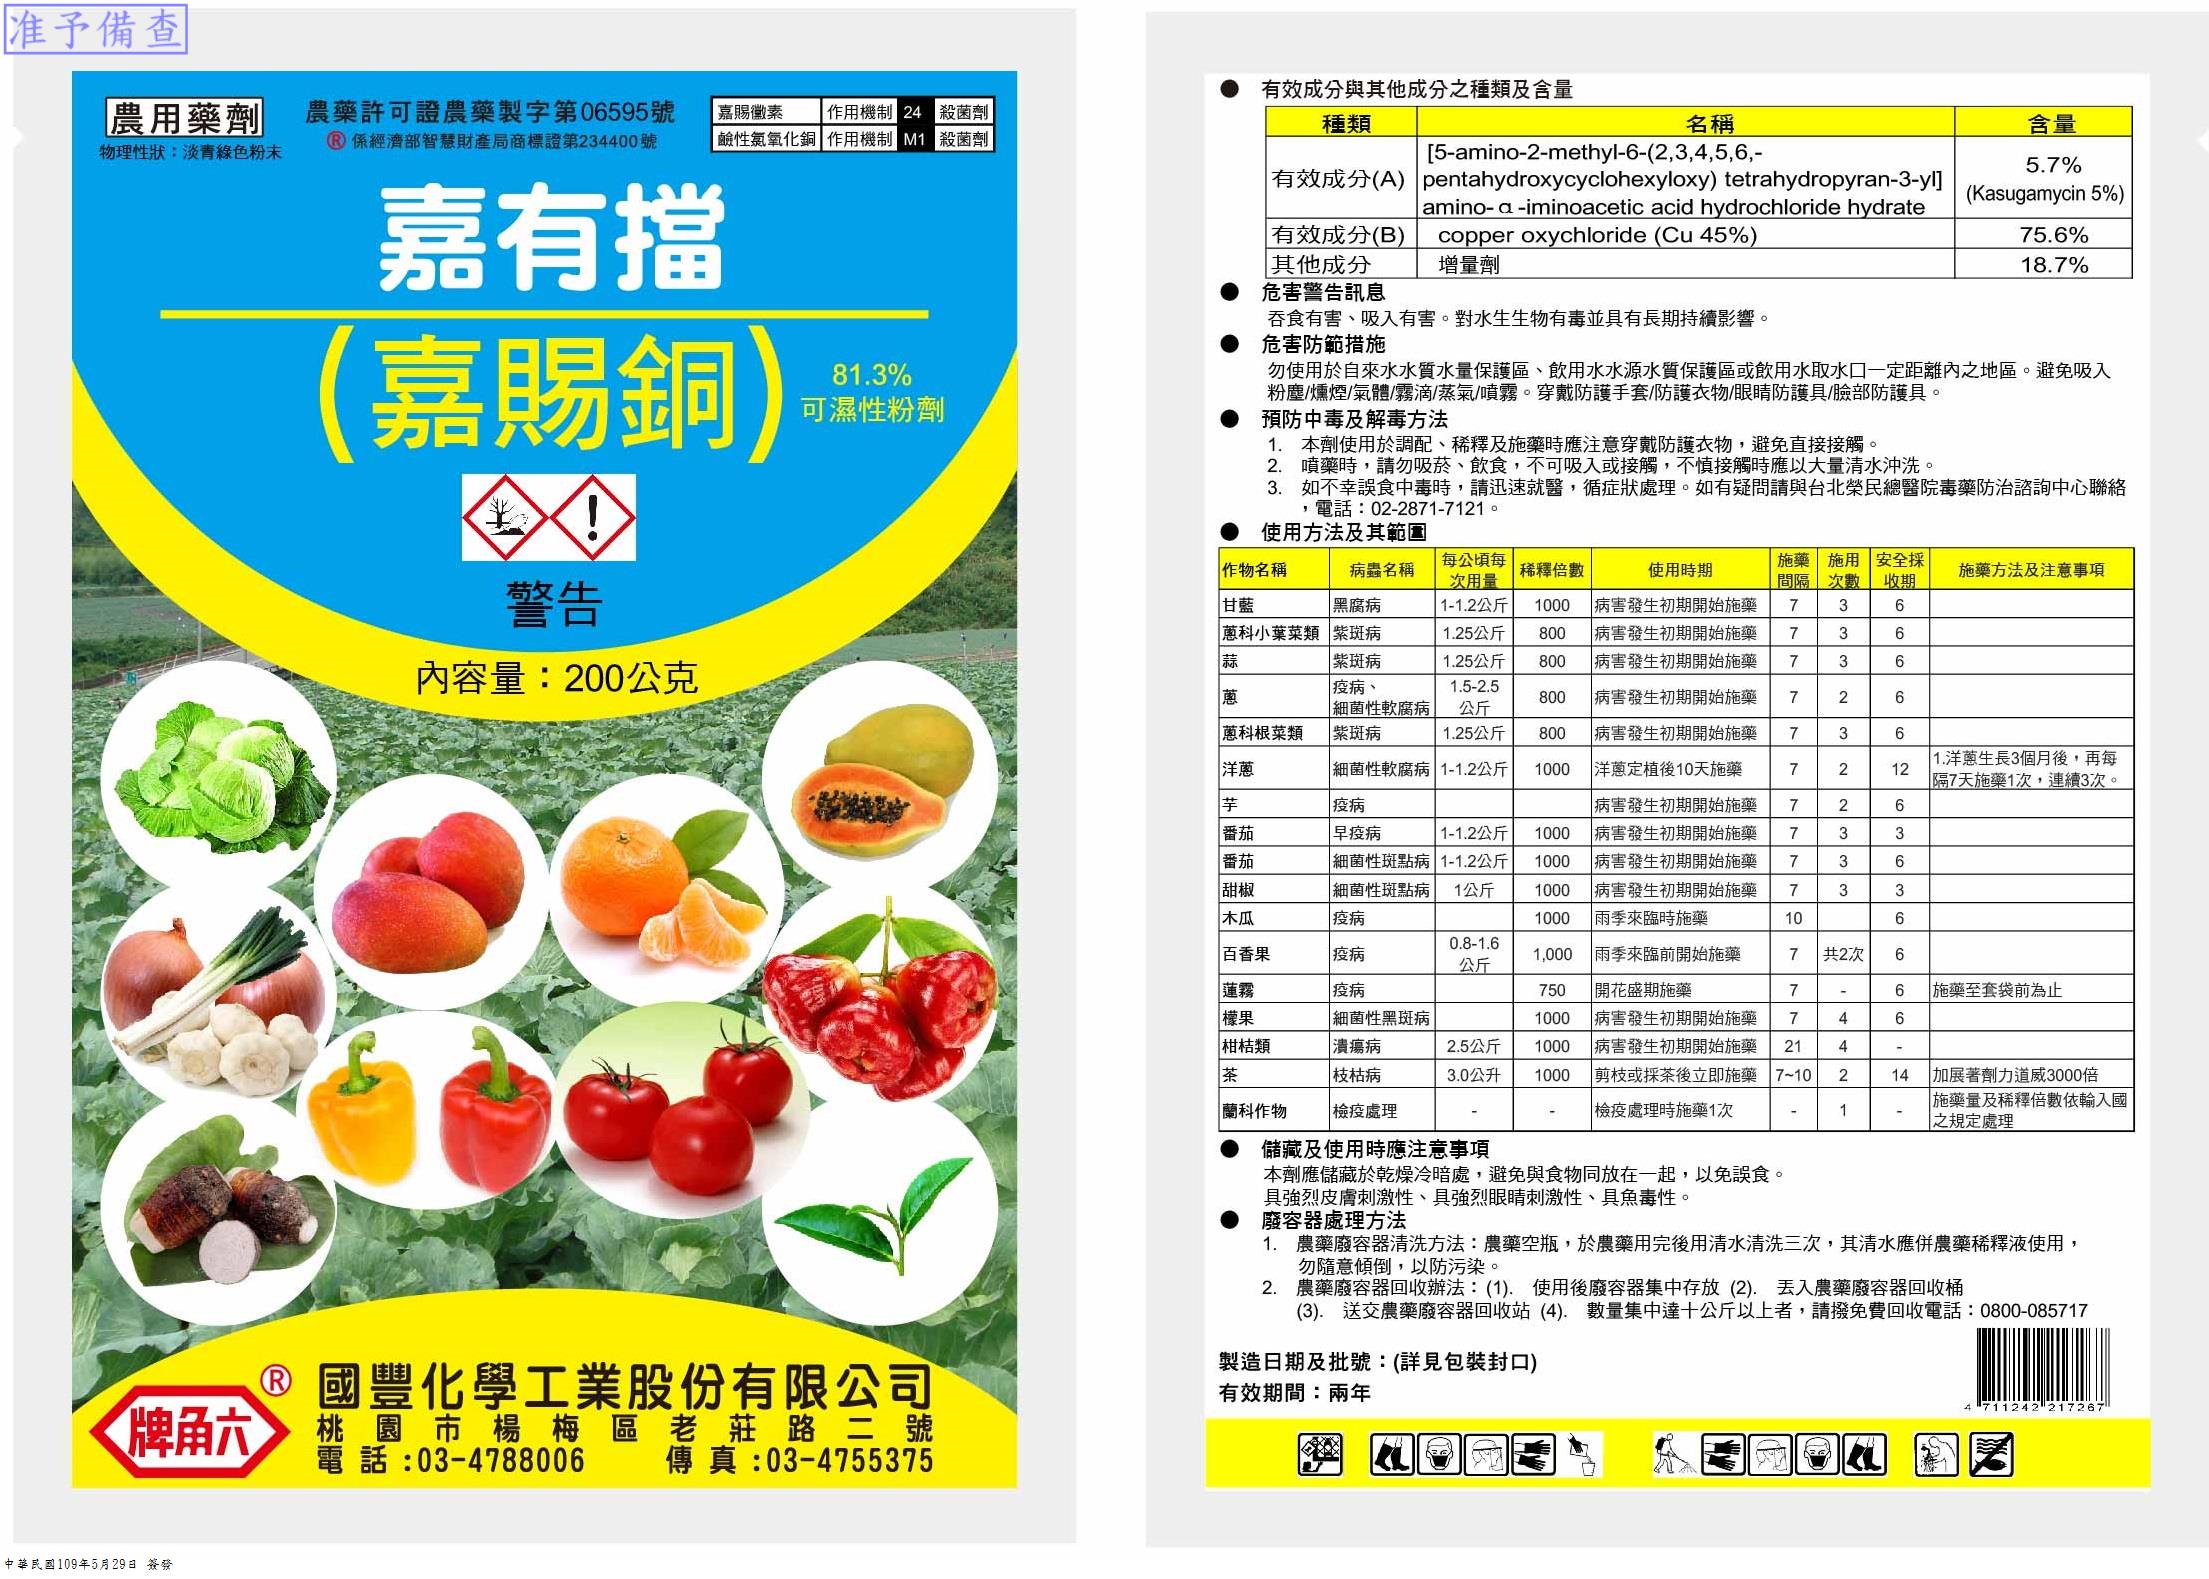 准予備查
農用藥劑
物理性狀：淡青綠色粉末
農藥許可證農藥製字第06595號
® 係經濟部智慧財產局商標證第234400號
嘉賜黴素 作用機制 24 殺菌劑
鹼性氯氧化銅 作用機制 M1 殺菌劑
嘉有擋
(嘉賜銅)
81.3%
可濕性粉劑
警告
內容量：200公克
牌角六®
國豐化學工業股份有限公司
桃園市楊梅區老莊路二號
電話:03-4788006 傳真:03-4755375
● 有效成分與其他成分之種類及含量
種類 名稱 含量
有效成分(A) [5-amino-2-methyl-6-(2,3,4,5,6,-
pentahydroxycyclohexyloxy) tetrahydropyran-3-yl]
amino-α-iminoacetic acid hydrochloride hydrate
5.7%
(Kasugamycin 5%)
有效成分(B) copper oxychloride (Cu 45%) 75.6%
其他成分 增量劑 18.7%
● 危害警告訊息
吞食有害、吸入有害。對水生生物有毒並具有長期持續影響。
● 危害防範措施
勿使用於自來水水質水量保護區、飲用水水源水質保護區或飲用水取水口一定距離內之地區。避免吸入
粉塵/燻煙/氣體/霧滴/蒸氣/噴霧。穿戴防護手套/防護衣物/眼睛防護具/臉部防護具。
● 預防中毒及解毒方法
1. 本劑使用於調配、稀釋及施藥時應注意穿戴防護衣物，避免直接接觸。
2. 噴藥時，請勿吸菸、飲食，不可吸入或接觸，不慎接觸時應以大量清水沖洗。
3. 如不幸誤食中毒時，請迅速就醫，循症狀處理。如有疑問請與台北榮民總醫院毒藥防治諮詢中心聯絡
，電話：02-2871-7121。
● 使用方法及其範圍
作物名稱 病蟲名稱 每公頃每次用量 稀釋倍數 使用時期 施藥間隔 施用次數 安全採收期 施藥方法及注意事項
甘藍 黑腐病 1-1.2公斤 1000 病害發生初期開始施藥 7 3 6
蔥科小葉菜類 紫斑病 1.25公斤 800 病害發生初期開始施藥 7 3 6
蒜 紫斑病 1.25公斤 800 病害發生初期開始施藥 7 3 6
蔥 疫病、細菌性軟腐病 1.5-2.5公斤 800 病害發生初期開始施藥 7 2 6
蔥科根菜類 紫斑病 1.25公斤 800 病害發生初期開始施藥 7 3 6
洋蔥 細菌性軟腐病 1-1.2公斤 1000 洋蔥定植後10天施藥 7 2 12 1.洋蔥生長3個月後，再每隔7天施藥1次，連續3次。
芋 疫病 病害發生初期開始施藥 7 2 6
番茄 早疫病 1-1.2公斤 1000 病害發生初期開始施藥 7 3 3
番茄 細菌性斑點病 1-1.2公斤 1000 病害發生初期開始施藥 7 3 6
甜椒 細菌性斑點病 1公斤 1000 病害發生初期開始施藥 7 3 3
木瓜 疫病 1000 雨季來臨時施藥 10 6
百香果 疫病 0.8-1.6公斤 1,000 雨季來臨前開始施藥 7 共2次 6
蓮霧 疫病 750 開花盛期施藥 7 - 6 施藥至套袋前為止
檬果 細菌性黑斑病 1000 病害發生初期開始施藥 7 4 6
柑桔類 潰瘍病 2.5公斤 1000 病害發生初期開始施藥 21 4 -
茶 枝枯病 3.0公升 1000 剪枝或採茶後立即施藥 7~10 2 14 加展著劑力道威3000倍
蘭科作物 檢疫處理 - - 檢疫處理時施藥1次 - 1 - 施藥量及稀釋倍數依輸入國之規定處理
● 儲藏及使用時應注意事項
本劑應儲藏於乾燥冷暗處，避免與食物同放在一起，以免誤食。
具強烈皮膚刺激性、具強烈眼睛刺激性、具魚毒性。
● 廢容器處理方法
1. 農藥廢容器清洗方法：農藥空瓶，於農藥用完後用清水清洗三次，其清水應併農藥稀釋液使用，
勿隨意傾倒，以防污染。
2. 農藥廢容器回收辦法：(1). 使用後廢容器集中存放 (2). 丟入農藥廢容器回收桶
(3). 送交農藥廢容器回收站 (4). 數量集中達十公斤以上者，請撥免費回收電話：0800-085717
製造日期及批號：(詳見包裝封口)
有效期間：兩年
4 711242 217267
中華民國109年5月29日 簽發